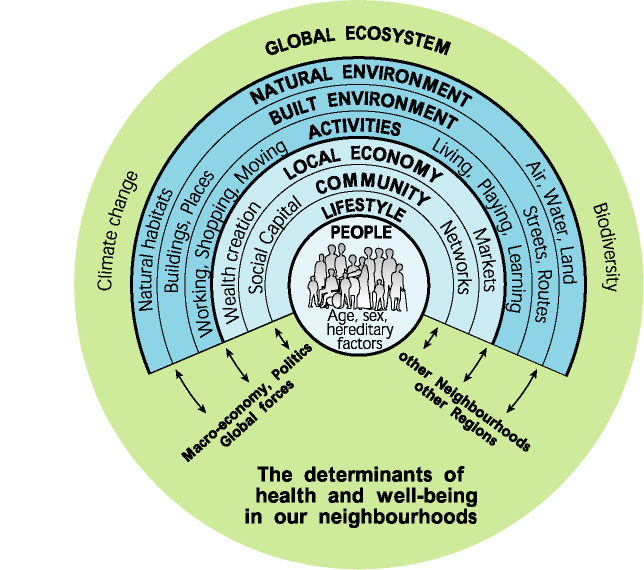 GLOBAL ECOSYSTEM
NATURAL ENVIRONMENT
BUILT ENVIRONMENT
ACTIVITIES
LOCAL ECONOMY
COMMUNITY
LIFESTYLE
PEOPLE
Age, sex,
hereditary
factors
Climate change
Natural habitats
Buildings, Places
Working, Shopping, Moving
Wealth creation
Social Capital
Networks
Markets
Living, Playing, Learning
Streets, Routes
Air, Water, Land
Biodiversity
Macro-economy, Politics
Global forces
other Neighbourhoods
other Regions
The determinants of
health and well-being
in our neighbourhoods